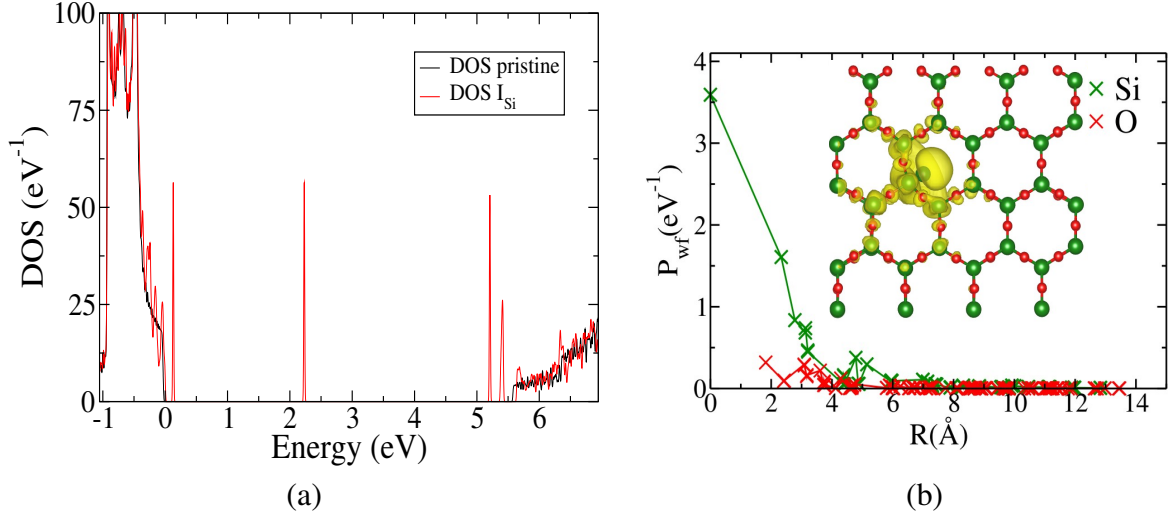 100
75
50
25
0
DOS (eV⁻¹)
DOS pristine
DOS I_Si
-1 0 1 2 3 4 5 6
Energy (eV)
(a)
4
3
2
1
0
P_wf(eV⁻¹)
Si
O
0 2 4 6 8 10 12 14
R(Å)
(b)